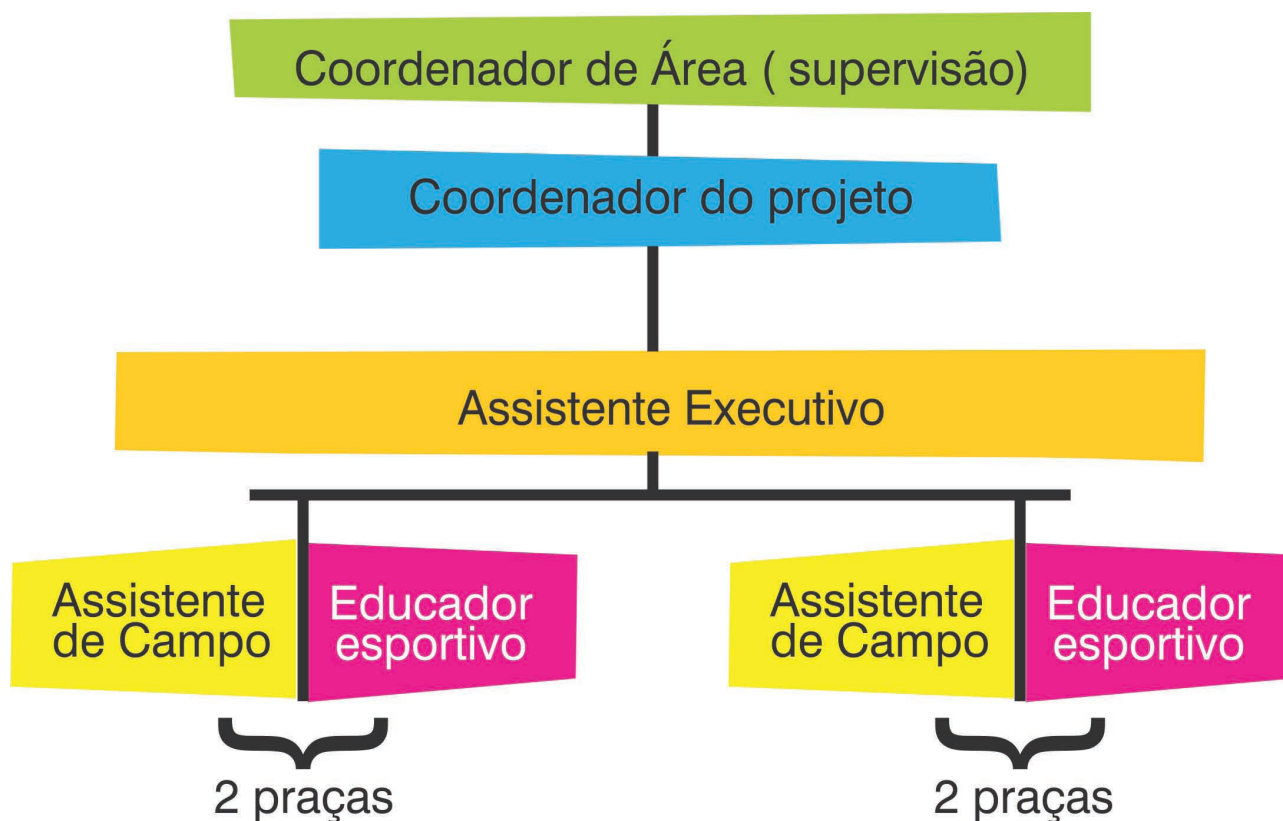 Coordenador de Área ( supervisão)
Coordenador do projeto
Assistente Executivo
Assistente
de Campo
Educador
esportivo
Assistente
de Campo
Educador
esportivo
2 praças
2 praças